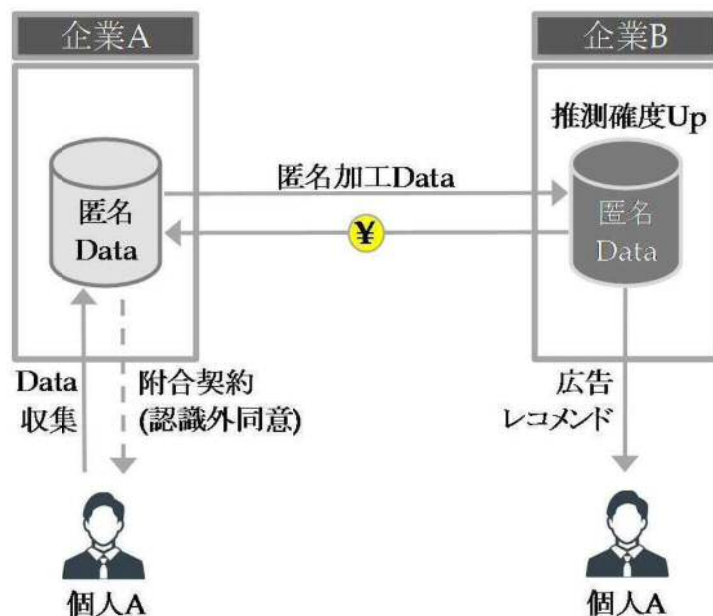 企業A
企業B
推測確度Up
匿名
Data
匿名加工Data
¥
匿名
Data
Data
収集
附合契約
(認識外同意)
広告
レコメンド
個人A
個人A